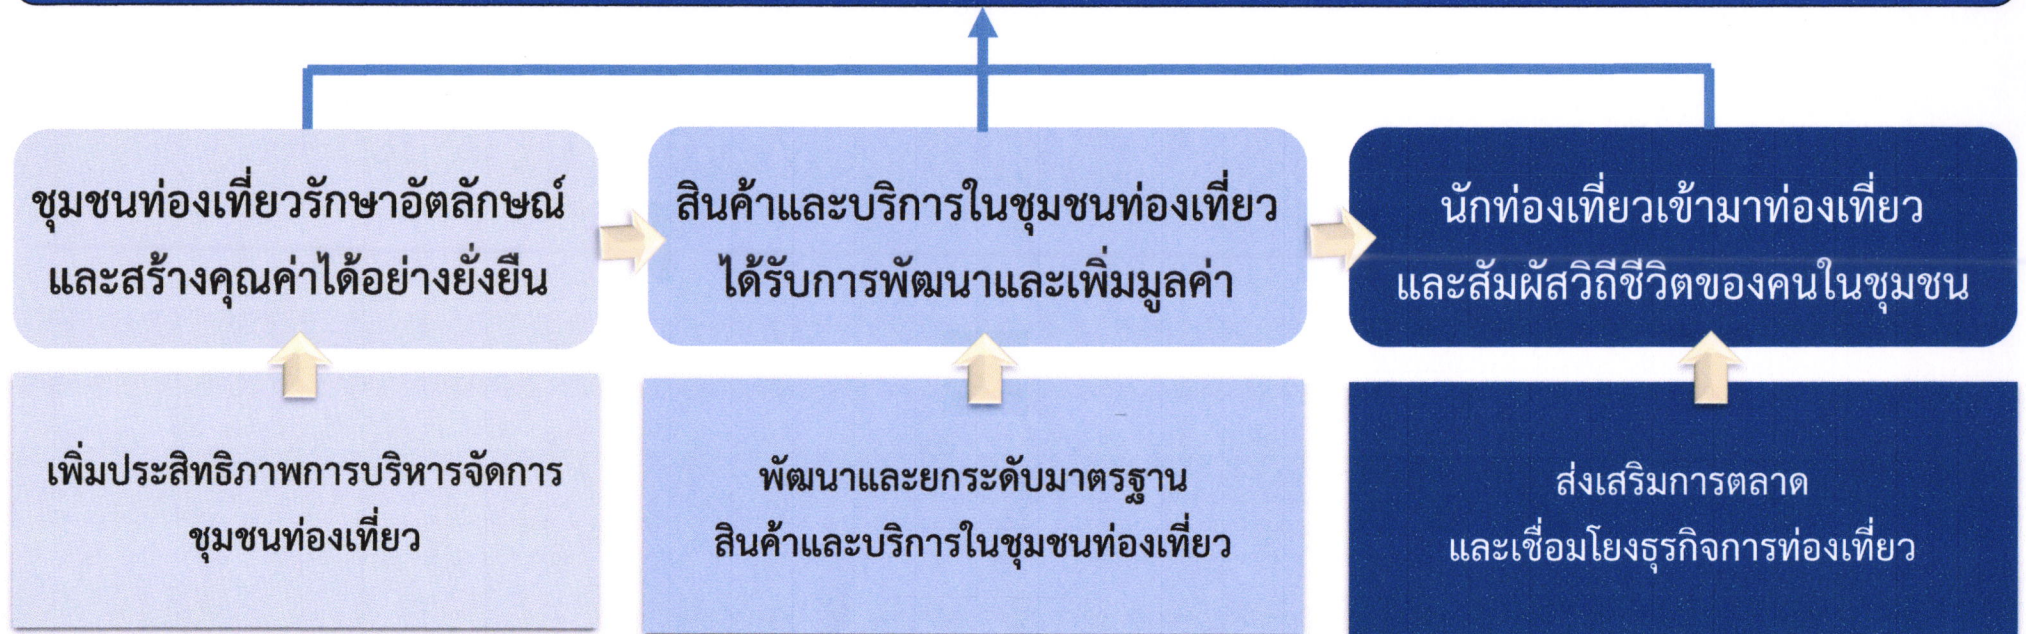 ชุมชนท่องเที่ยวรักษาอัตลักษณ์
และสร้างคุณค่าได้อย่างยั่งยืน
สินค้าและบริการในชุมชนท่องเที่ยว
ได้รับการพัฒนาและเพิ่มมูลค่า
นักท่องเที่ยวเข้ามาท่องเที่ยว
และสัมผัสวิถีชีวิตของคนในชุมชน
เพิ่มประสิทธิภาพการบริหารจัดการ
ชุมชนท่องเที่ยว
พัฒนาและยกระดับมาตรฐาน
สินค้าและบริการในชุมชนท่องเที่ยว
ส่งเสริมการตลาด
และเชื่อมโยงธุรกิจการท่องเที่ยว